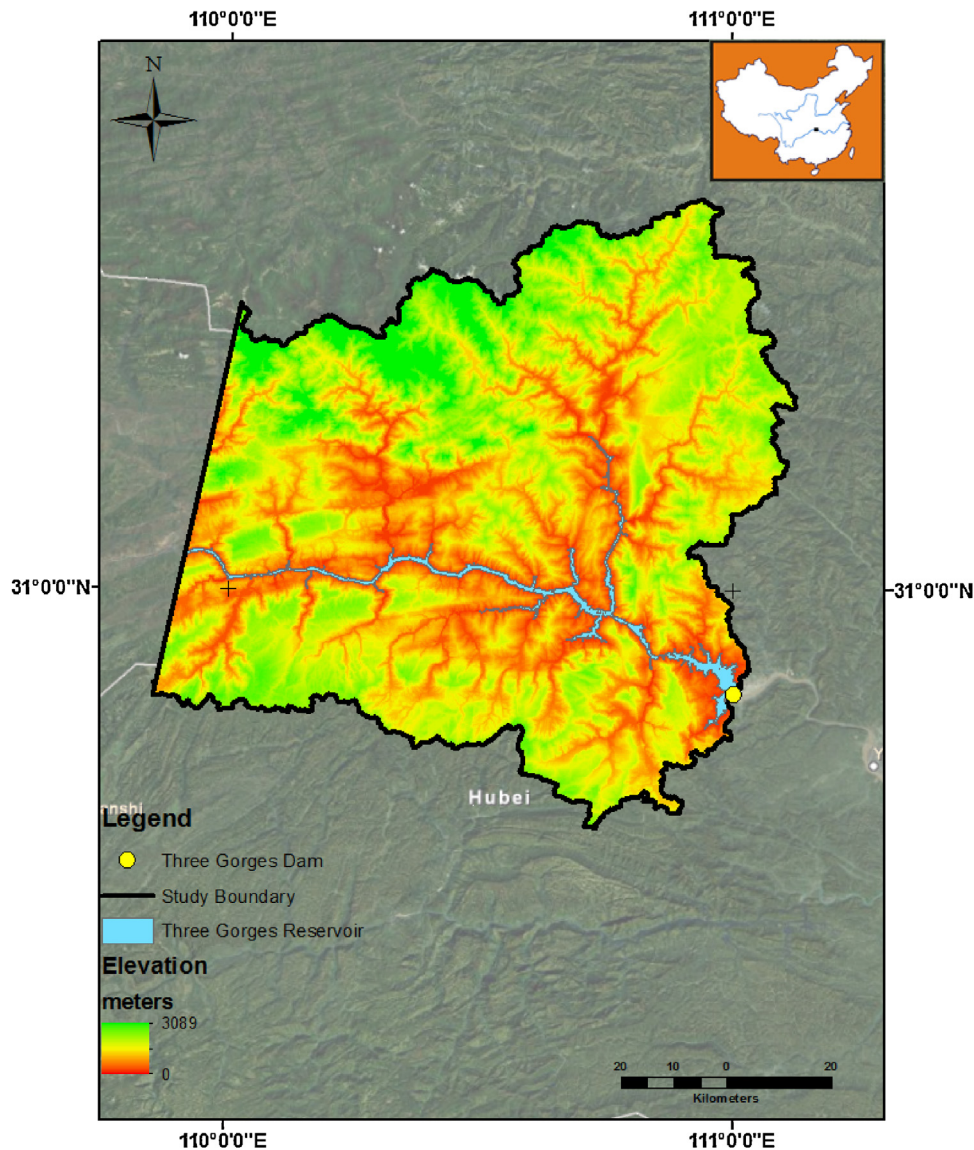 110°0'0"E
111°0'0"E
N
31°0'0"N
31°0'0"N
Hubei
Y
anshi
Legend
Three Gorges Dam
Study Boundary
Three Gorges Reservoir
Elevation
meters
3089
0
20 10 0 20
Kilometers
110°0'0"E
111°0'0"E